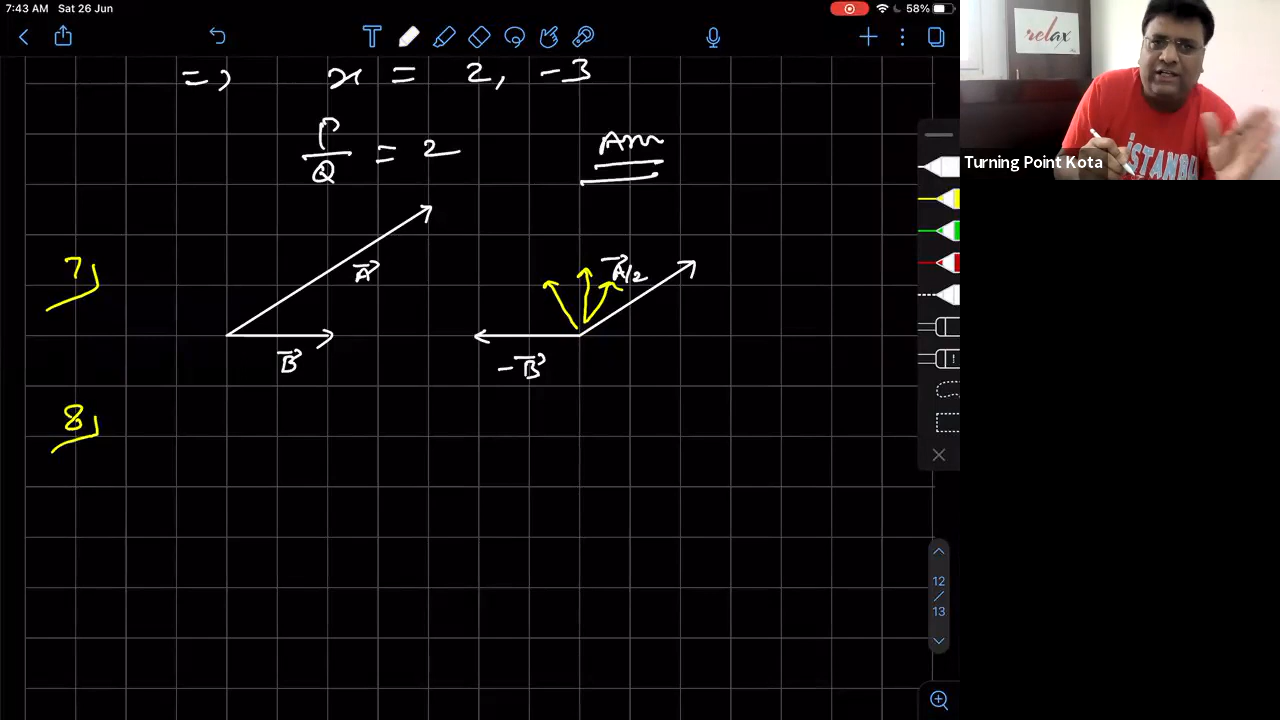 7:43 AM Sat 26 Jun
58%
relax
Turning Point Kota
İSTANBU
=> x = 2, -3
P/Q = 2 Ans
7)
A
B
A/2
-B
8)
12
/
13